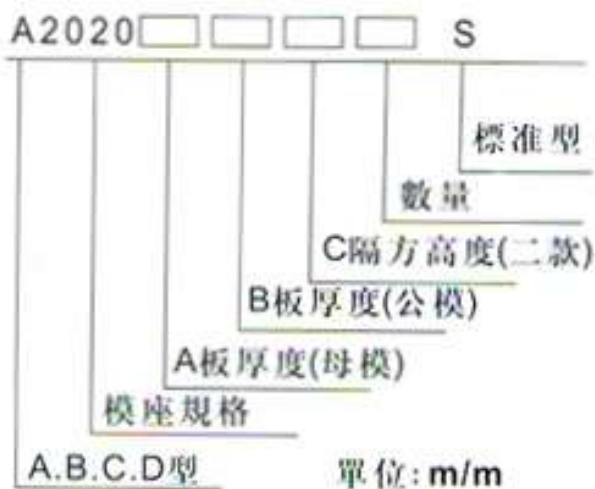 A2020 S
標准型
數量
C隔方高度(二款)
B板厚度(公模)
A板厚度(母模)
模座規格
A.B.C.D型
單位:m/m